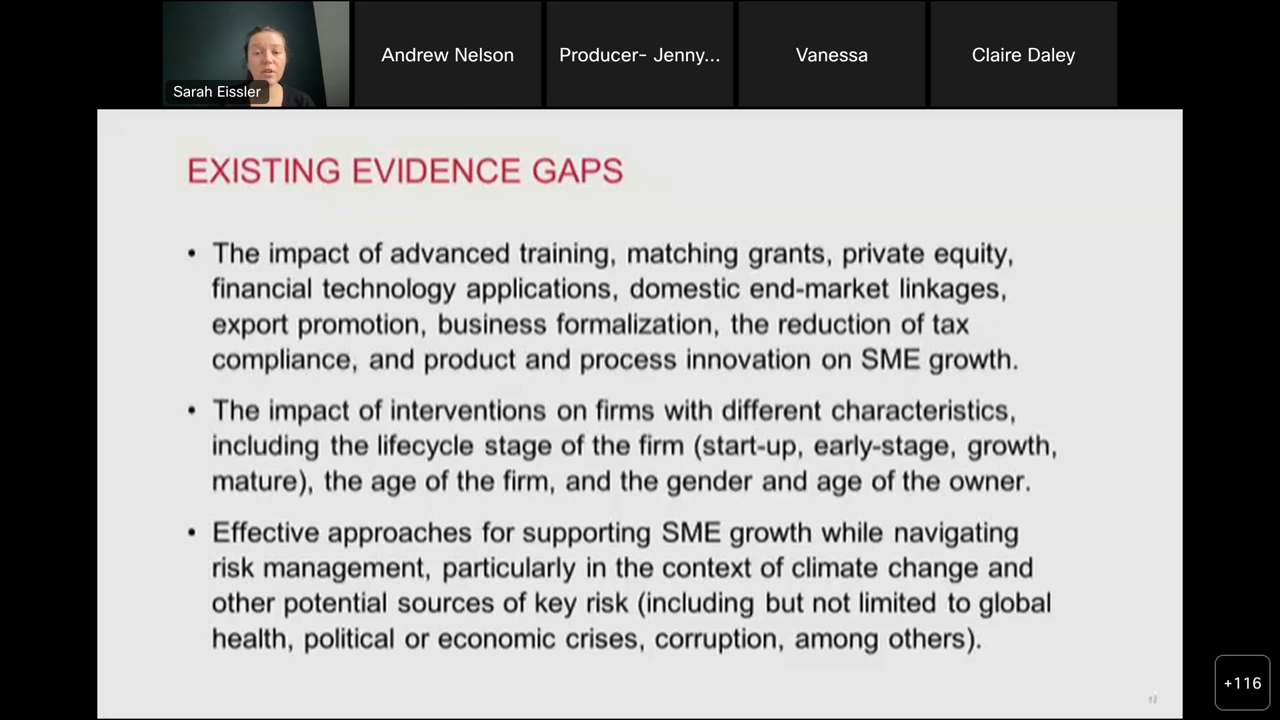 Sarah Eissler
Andrew Nelson
Producer- Jenny...
Vanessa
Claire Daley
EXISTING EVIDENCE GAPS
• The impact of advanced training, matching grants, private equity,
financial technology applications, domestic end-market linkages,
export promotion, business formalization, the reduction of tax
compliance, and product and process innovation on SME growth.
• The impact of interventions on firms with different characteristics,
including the lifecycle stage of the firm (start-up, early-stage, growth,
mature), the age of the firm, and the gender and age of the owner.
• Effective approaches for supporting SME growth while navigating
risk management, particularly in the context of climate change and
other potential sources of key risk (including but not limited to global
health, political or economic crises, corruption, among others).
+116